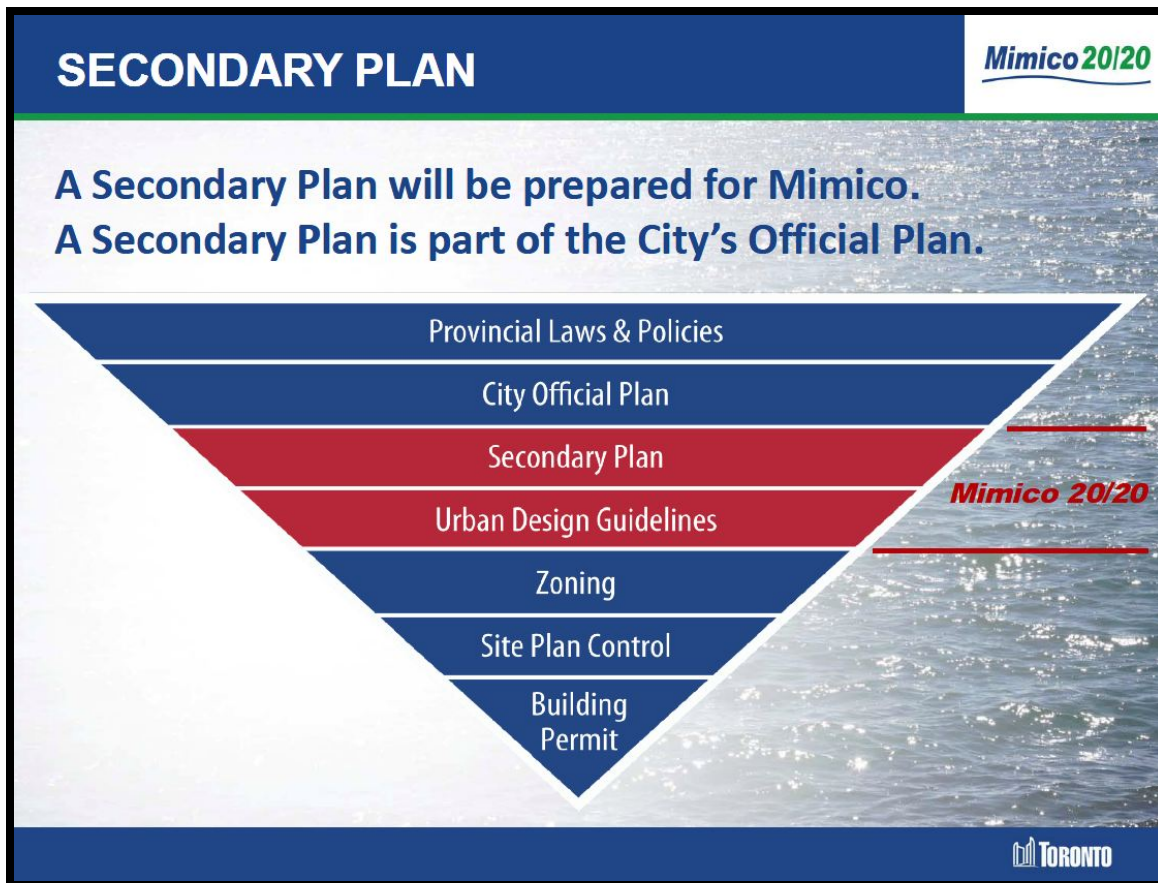 SECONDARY PLAN
Mimico 20/20
A Secondary Plan will be prepared for Mimico.
A Secondary Plan is part of the City’s Official Plan.
Provincial Laws & Policies
City Official Plan
Secondary Plan
Urban Design Guidelines
Mimico 20/20
Zoning
Site Plan Control
Building
Permit
TORONTO